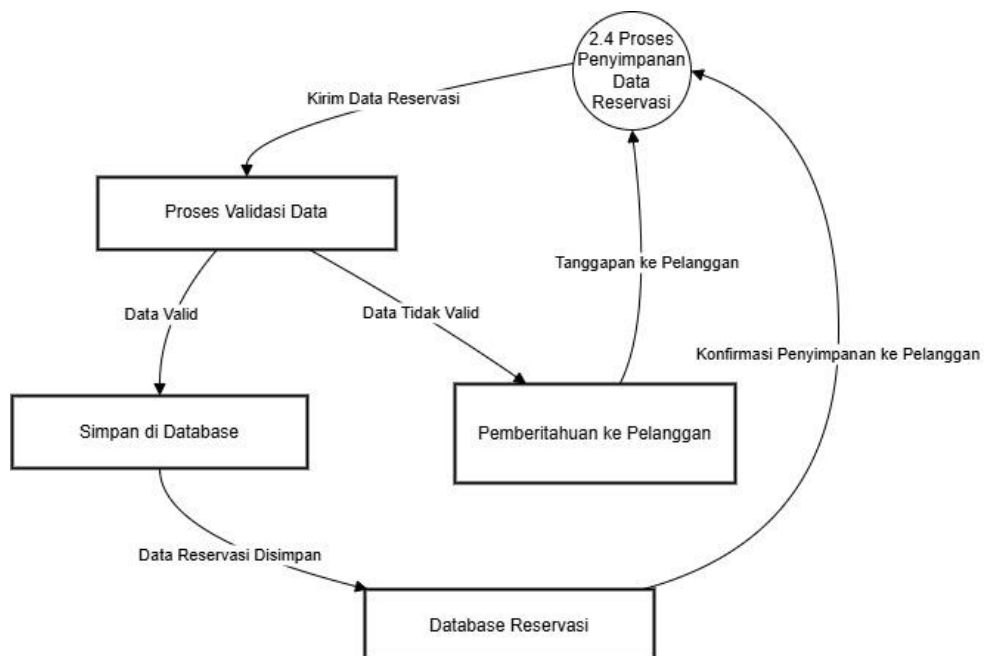 2.4 Proses
Penyimpanan
Data
Reservasi
Kirim Data Reservasi
Proses Validasi Data
Tanggapan ke Pelanggan
Data Valid
Data Tidak Valid
Konfirmasi Penyimpanan ke Pelanggan
Simpan di Database
Pemberitahuan ke Pelanggan
Data Reservasi Disimpan
Database Reservasi